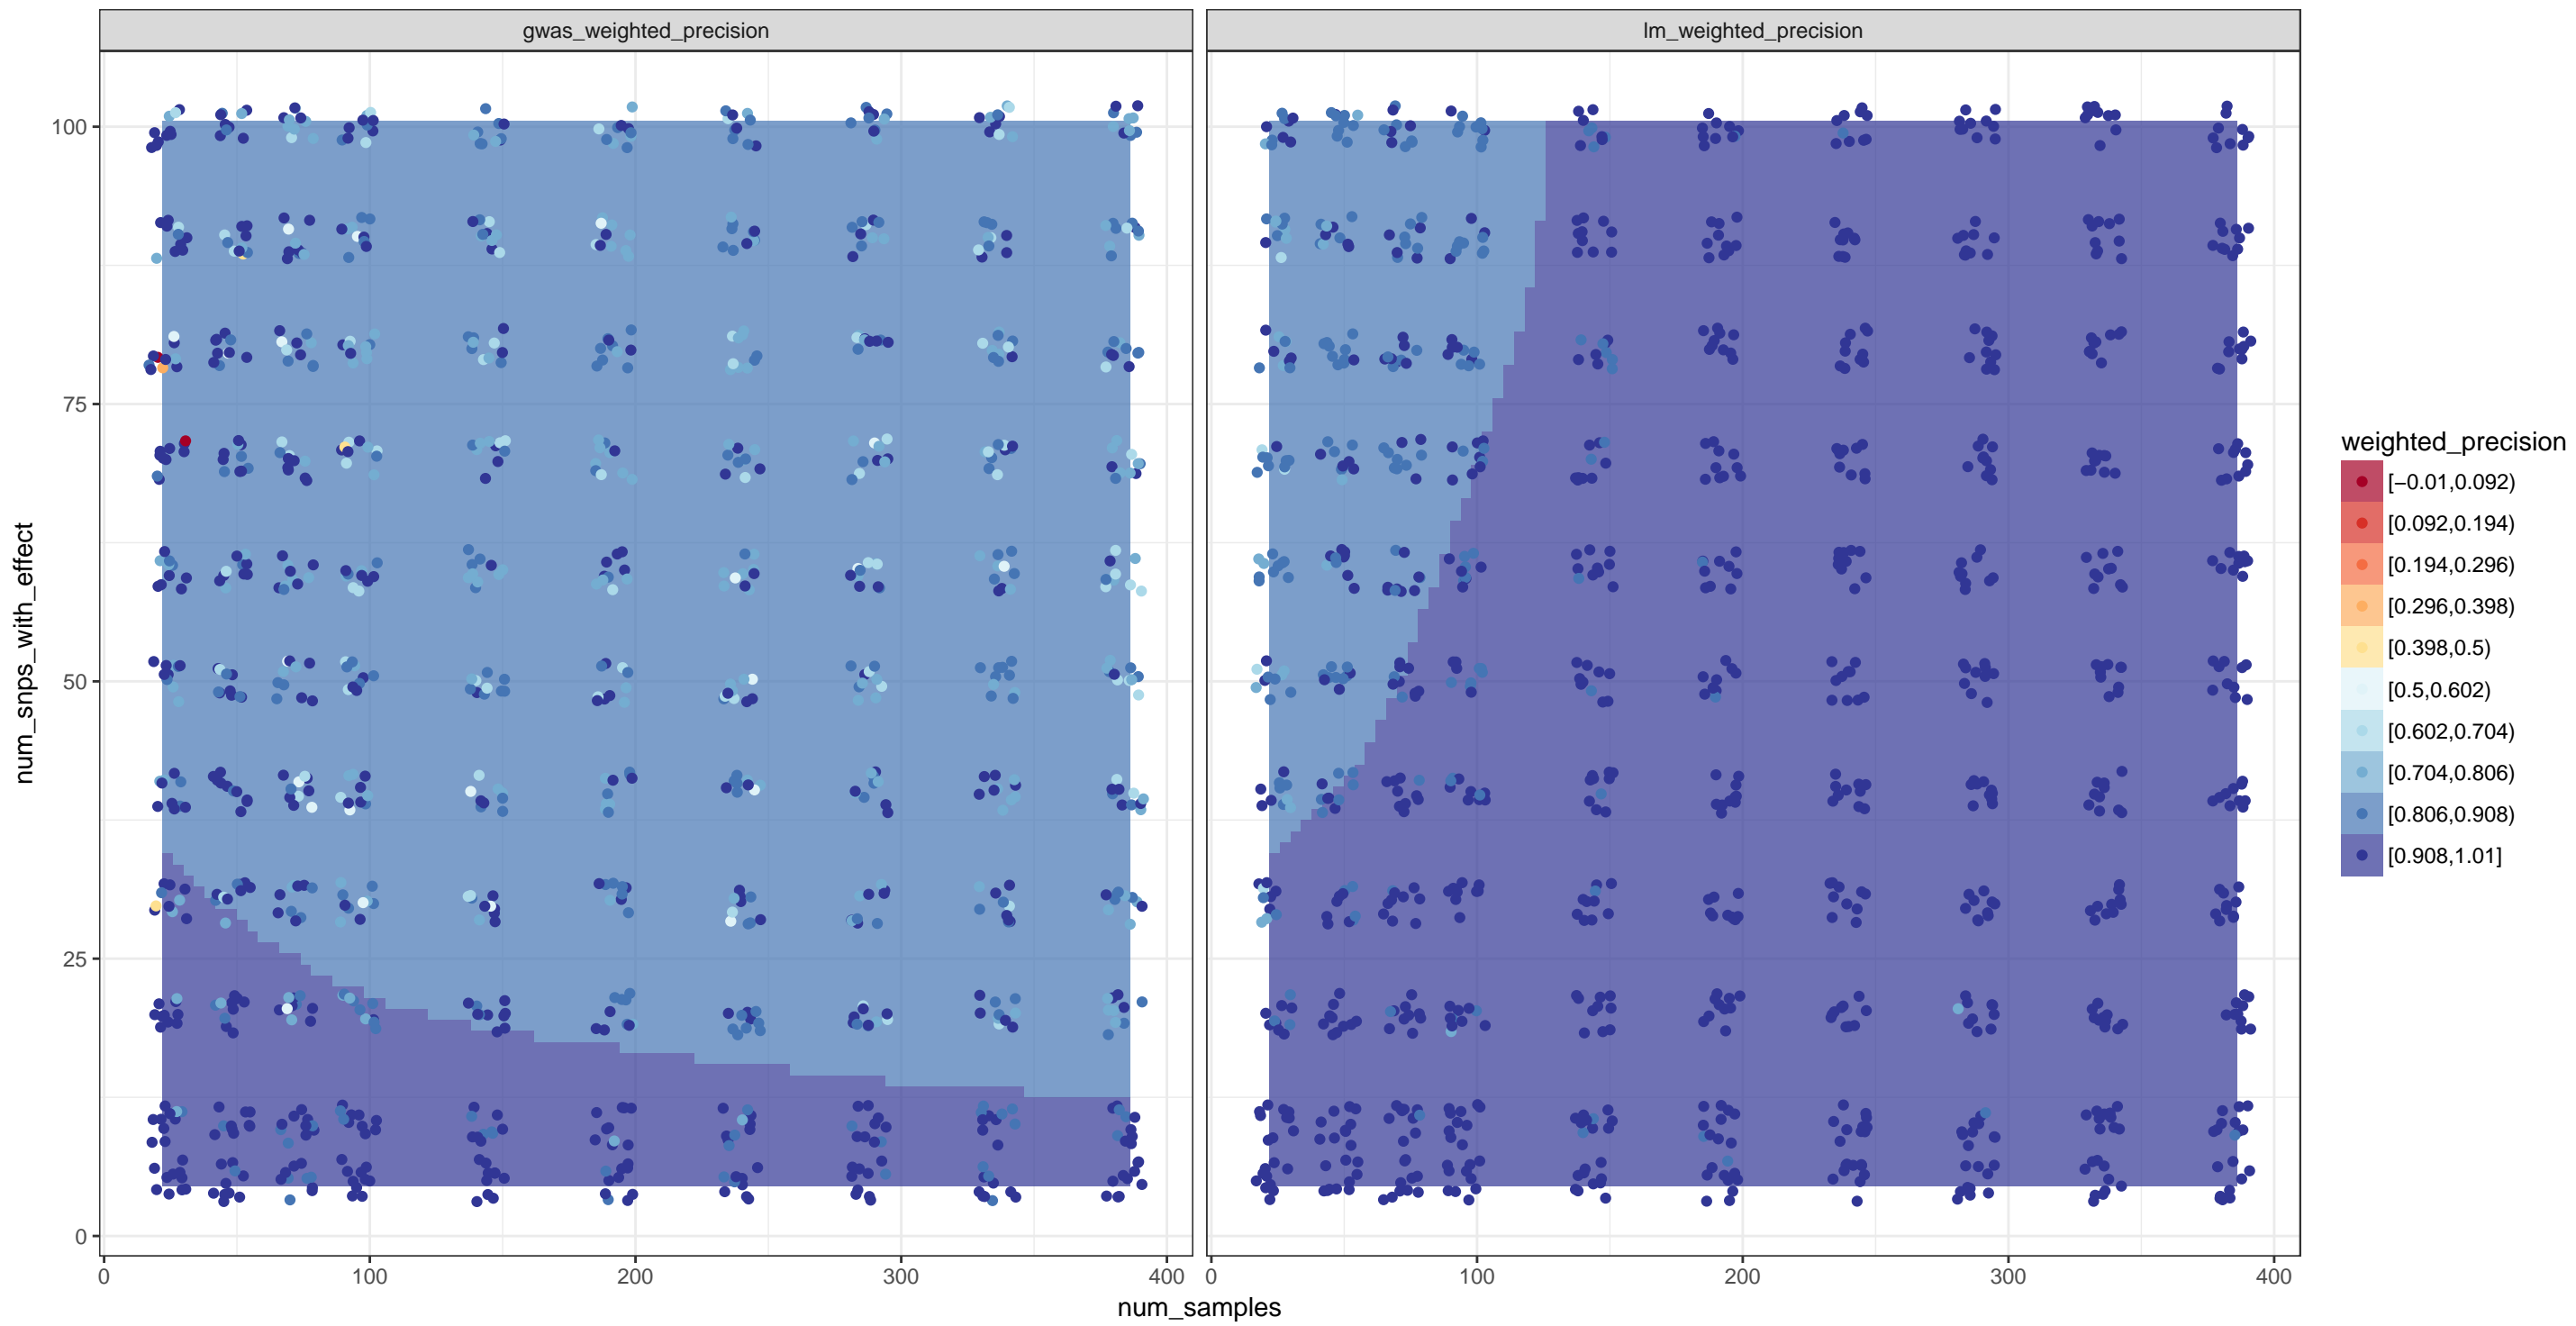 gwas_weighted_precision
lm_weighted_precision
100
75
50
25
0
num_snps_with_effect
0 100 200 300 400
0 100 200 300 400
num_samples
weighted_precision
[−0.01,0.092)
[0.092,0.194)
[0.194,0.296)
[0.296,0.398)
[0.398,0.5)
[0.5,0.602)
[0.602,0.704)
[0.704,0.806)
[0.806,0.908)
[0.908,1.01]